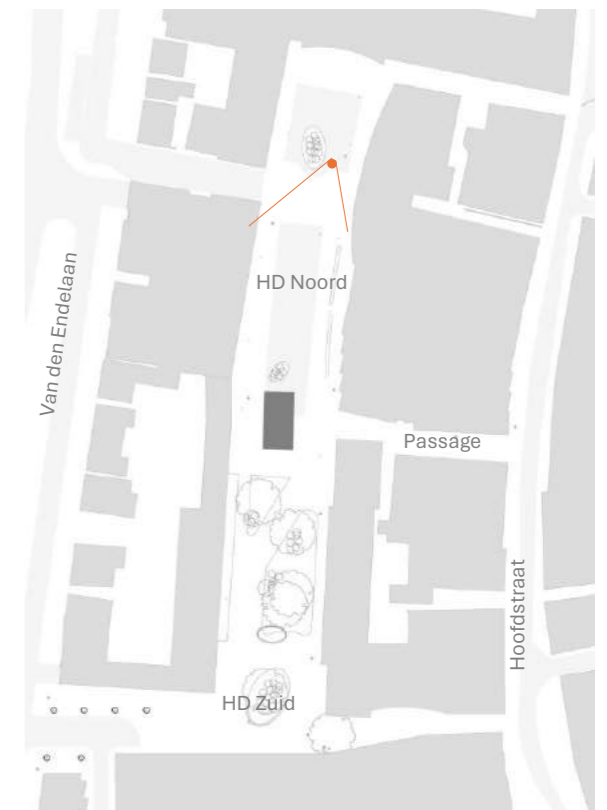 HD Noord
Van den Endelaan
Passage
Hoofdstraat
HD Zuid